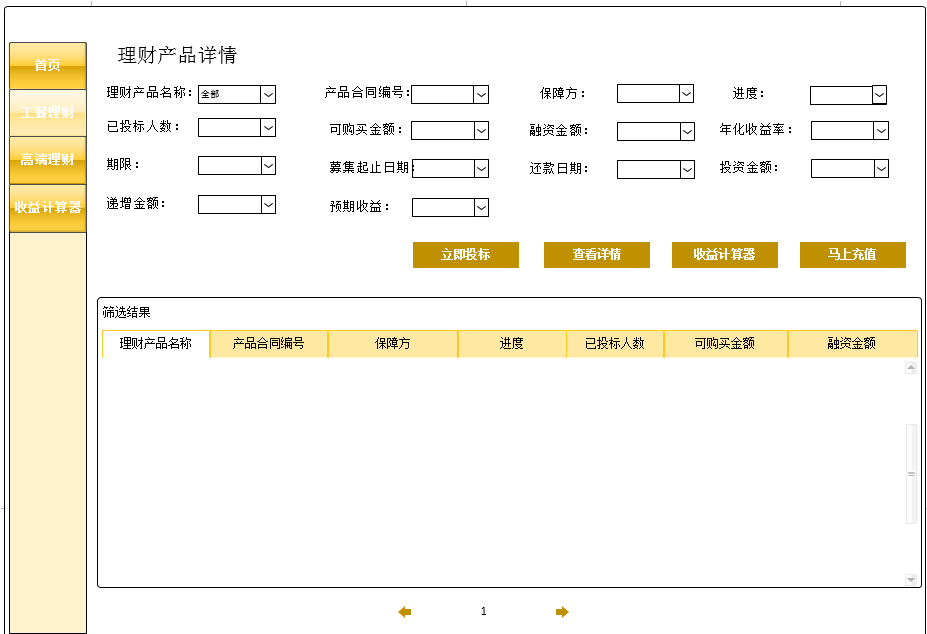 首页
工薪理财
高端理财
收益计算器
理财产品详情
理财产品名称： 全部 产品合同编号： 保障方： 进度：
已投标人数： 可购买金额： 融资金额： 年化收益率：
期限： 募集起止日期： 还款日期： 投资金额：
递增金额： 预期收益：
立即投标 查看详情 收益计算器 马上充值
筛选结果
理财产品名称 产品合同编号 保障方 进度 已投标人数 可购买金额 融资金额
1